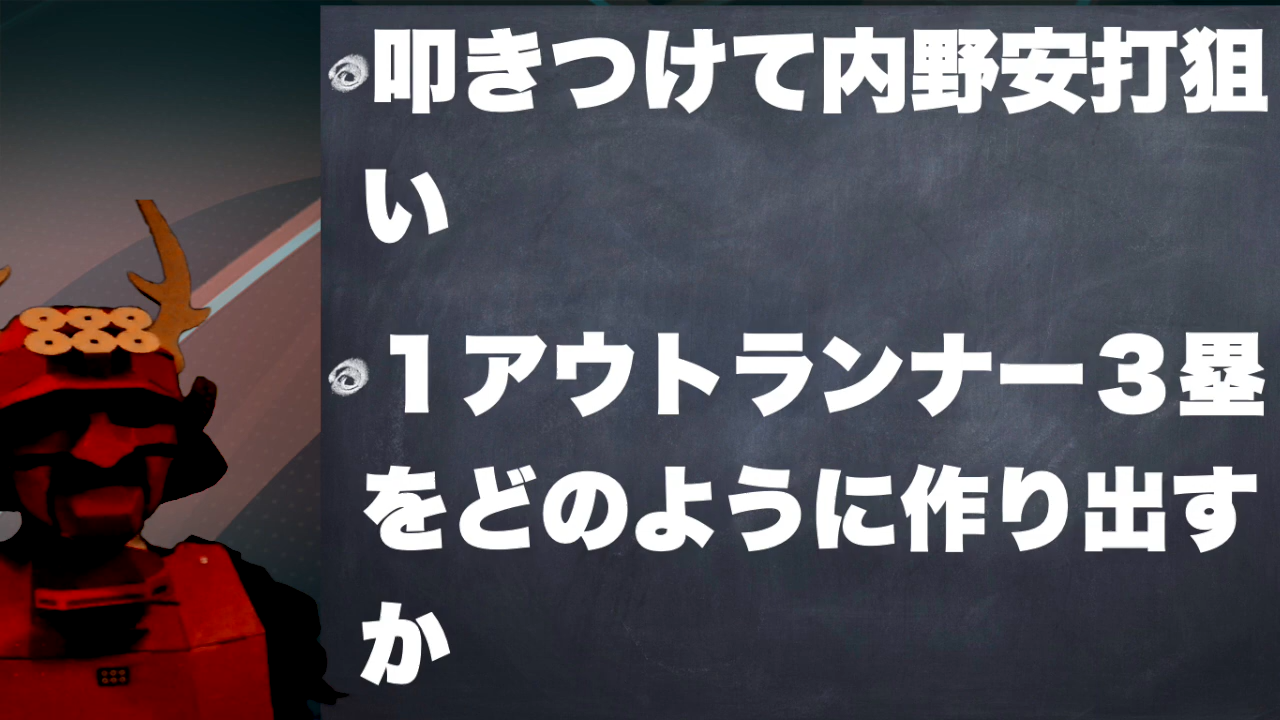 叩きつけて内野安打狙
い
１アウトランナー３塁
をどのように作り出す
か